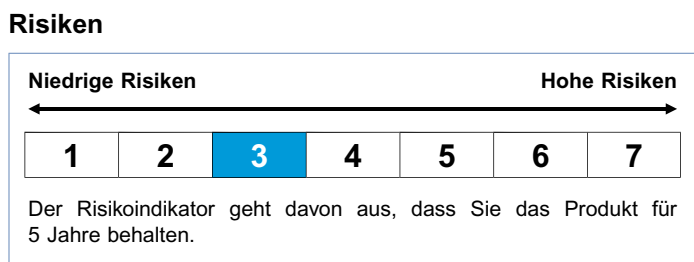 Risiken
Niedrige Risiken Hohe Risiken
1 2 3 4 5 6 7
Der Risikoindikator geht davon aus, dass Sie das Produkt für
5 Jahre behalten.